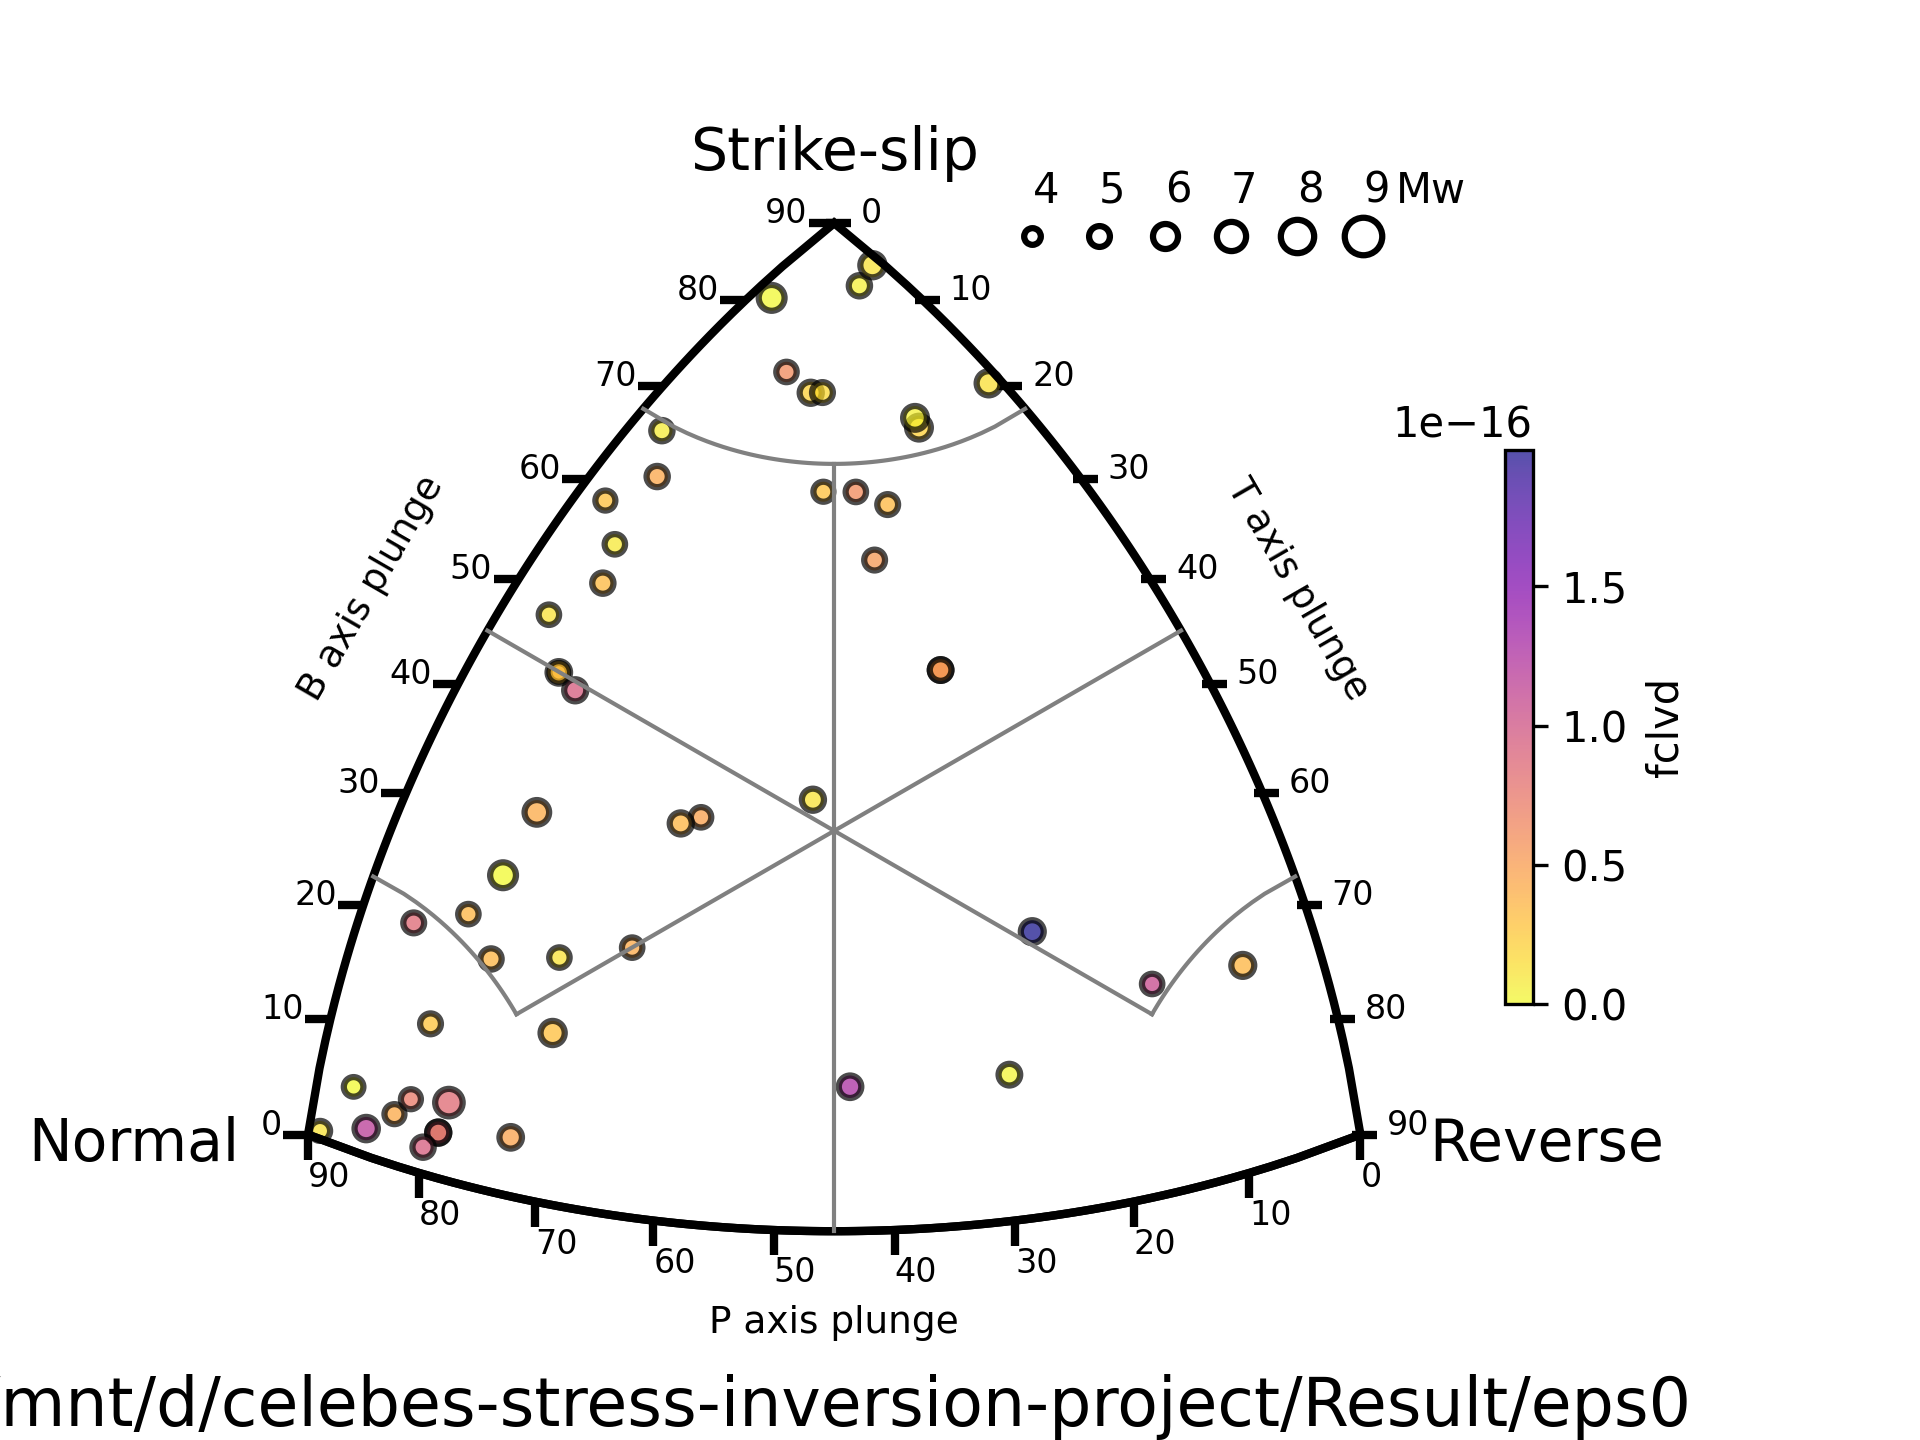 Strike-slip
4 5 6 7 8 9 Mw
90 0
80 10
70 20
1e−16
60 30
50 40
B axis plunge
T axis plunge
1.5
40 50
fclvd
1.0
30 60
0.5
20 70
0.0
10 80
Normal 0 90 Reverse
90 0
80 10
70 20
60 30
50 40
P axis plunge
mnt/d/celebes-stress-inversion-project/Result/eps0